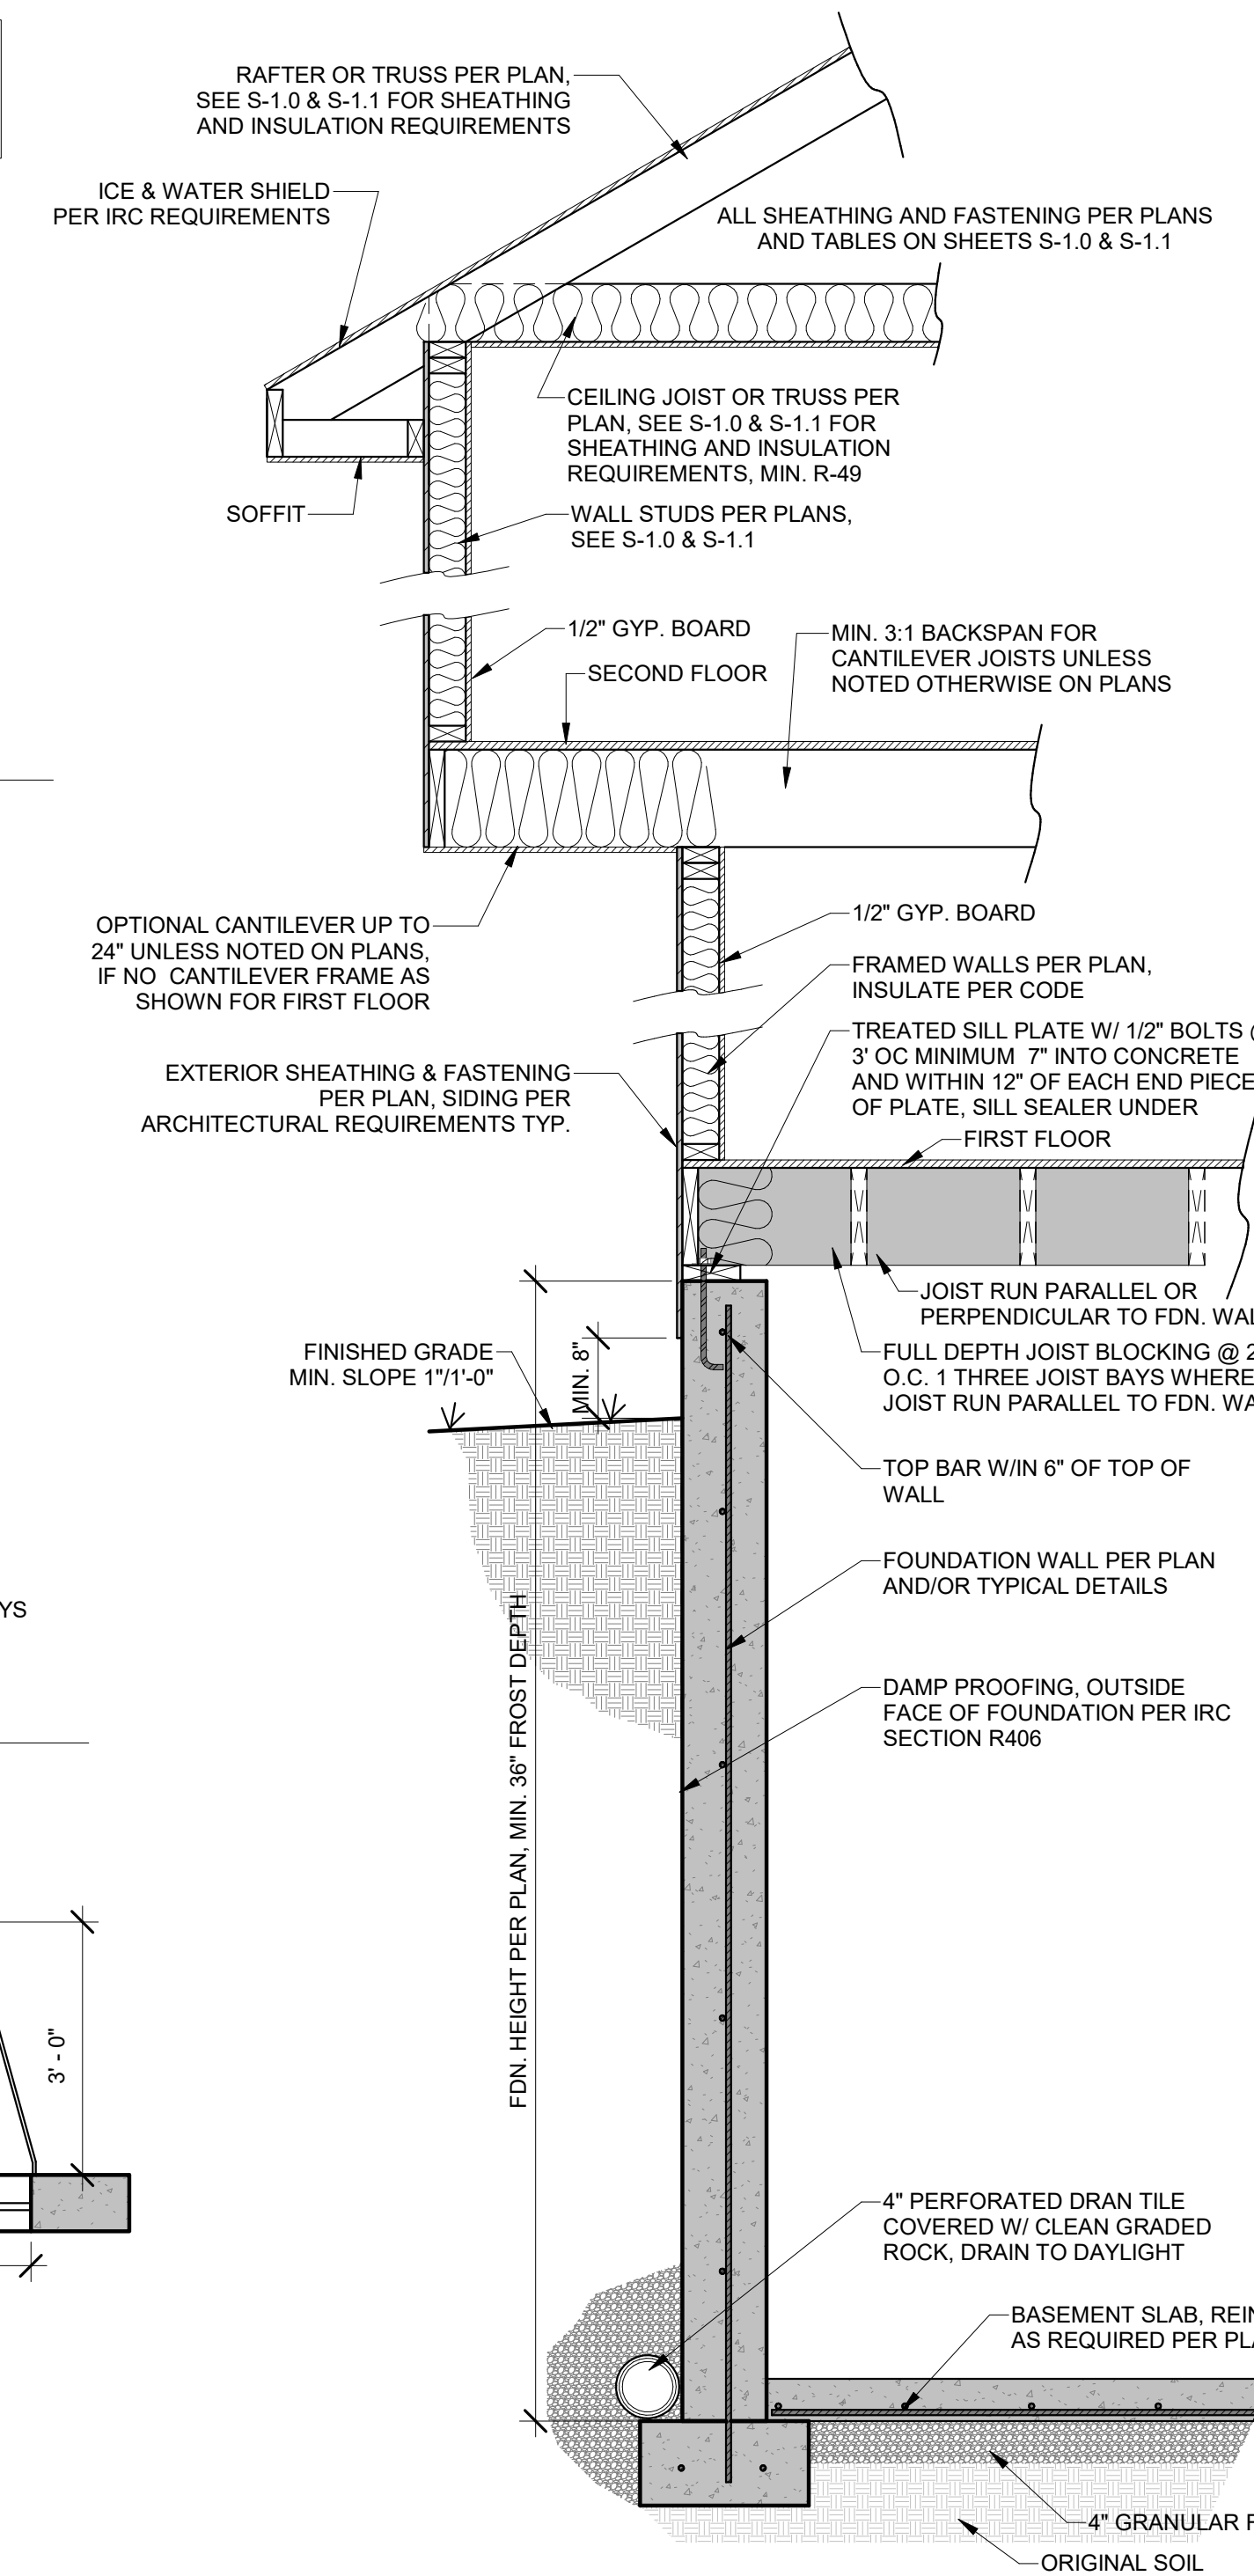 RAFTER OR TRUSS PER PLAN,
SEE S-1.0 & S-1.1 FOR SHEATHING
AND INSULATION REQUIREMENTS
ICE & WATER SHIELD
PER IRC REQUIREMENTS
ALL SHEATHING AND FASTENING PER PLANS
AND TABLES ON SHEETS S-1.0 & S-1.1
CEILING JOIST OR TRUSS PER
PLAN, SEE S-1.0 & S-1.1 FOR
SHEATHING AND INSULATION
REQUIREMENTS, MIN. R-49
SOFFIT
WALL STUDS PER PLANS,
SEE S-1.0 & S-1.1
1/2" GYP. BOARD
SECOND FLOOR
MIN. 3:1 BACKSPAN FOR
CANTILEVER JOISTS UNLESS
NOTED OTHERWISE ON PLANS
OPTIONAL CANTILEVER UP TO
24" UNLESS NOTED ON PLANS,
IF NO CANTILEVER FRAME AS
SHOWN FOR FIRST FLOOR
1/2" GYP. BOARD
FRAMED WALLS PER PLAN,
INSULATE PER CODE
TREATED SILL PLATE W/ 1/2" BOLTS
3' OC MINIMUM 7" INTO CONCRETE
AND WITHIN 12" OF EACH END PIECE
OF PLATE, SILL SEALER UNDER
EXTERIOR SHEATHING & FASTENING
PER PLAN, SIDING PER
ARCHITECTURAL REQUIREMENTS TYP.
FIRST FLOOR
JOIST RUN PARALLEL OR
PERPENDICULAR TO FDN.
FULL DEPTH JOIST BLOCKING @
O.C. 1 THREE JOIST BAYS WHERE
JOIST RUN PARALLEL TO FDN.
FINISHED GRADE
MIN. SLOPE 1"/1'-0"
MIN. 8"
TOP BAR W/IN 6" OF TOP OF
WALL
FOUNDATION WALL PER PLAN
AND/OR TYPICAL DETAILS
YS
FDN. HEIGHT PER PLAN, MIN. 36" FROST DEPTH
DAMP PROOFING, OUTSIDE
FACE OF FOUNDATION PER IRC
SECTION R406
3' - 0"
4" PERFORATED DRAN TILE
COVERED W/ CLEAN GRADED
ROCK, DRAIN TO DAYLIGHT
BASEMENT SLAB,
AS REQUIRED PER
4" GRANULAR
ORIGINAL SOIL